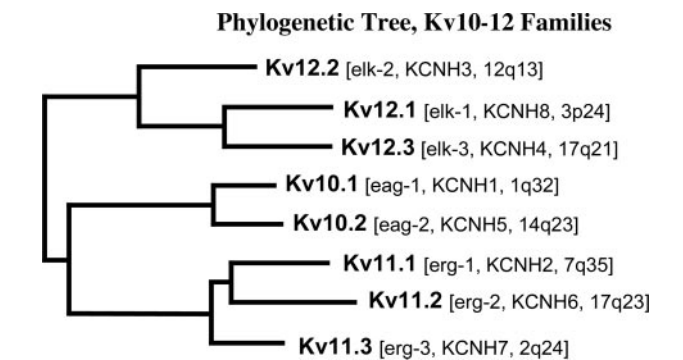 Phylogenetic Tree, Kv10-12 Families
Kv12.2 [elk-2, KCNH3, 12q13]
Kv12.1 [elk-1, KCNH8, 3p24]
Kv12.3 [elk-3, KCNH4, 17q21]
Kv10.1 [eag-1, KCNH1, 1q32]
Kv10.2 [eag-2, KCNH5, 14q23]
Kv11.1 [erg-1, KCNH2, 7q35]
Kv11.2 [erg-2, KCNH6, 17q23]
Kv11.3 [erg-3, KCNH7, 2q24]